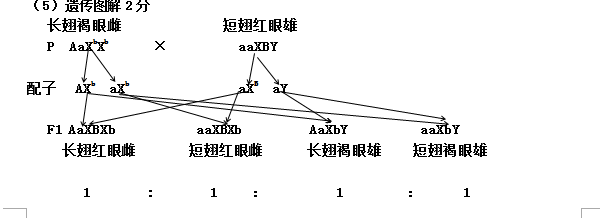 (5) 遗传图解 2 分
长翅褐眼雌 短翅红眼雄
P AaXᵇXᵇ × aaXBY
配子 AXᵇ aXᵇ aXᴮ aY
F1 AaXBXb aaXBXb AaXbY aaXbY
长翅红眼雌 短翅红眼雌 长翅褐眼雄 短翅褐眼雄
1 : 1 : 1 : 1